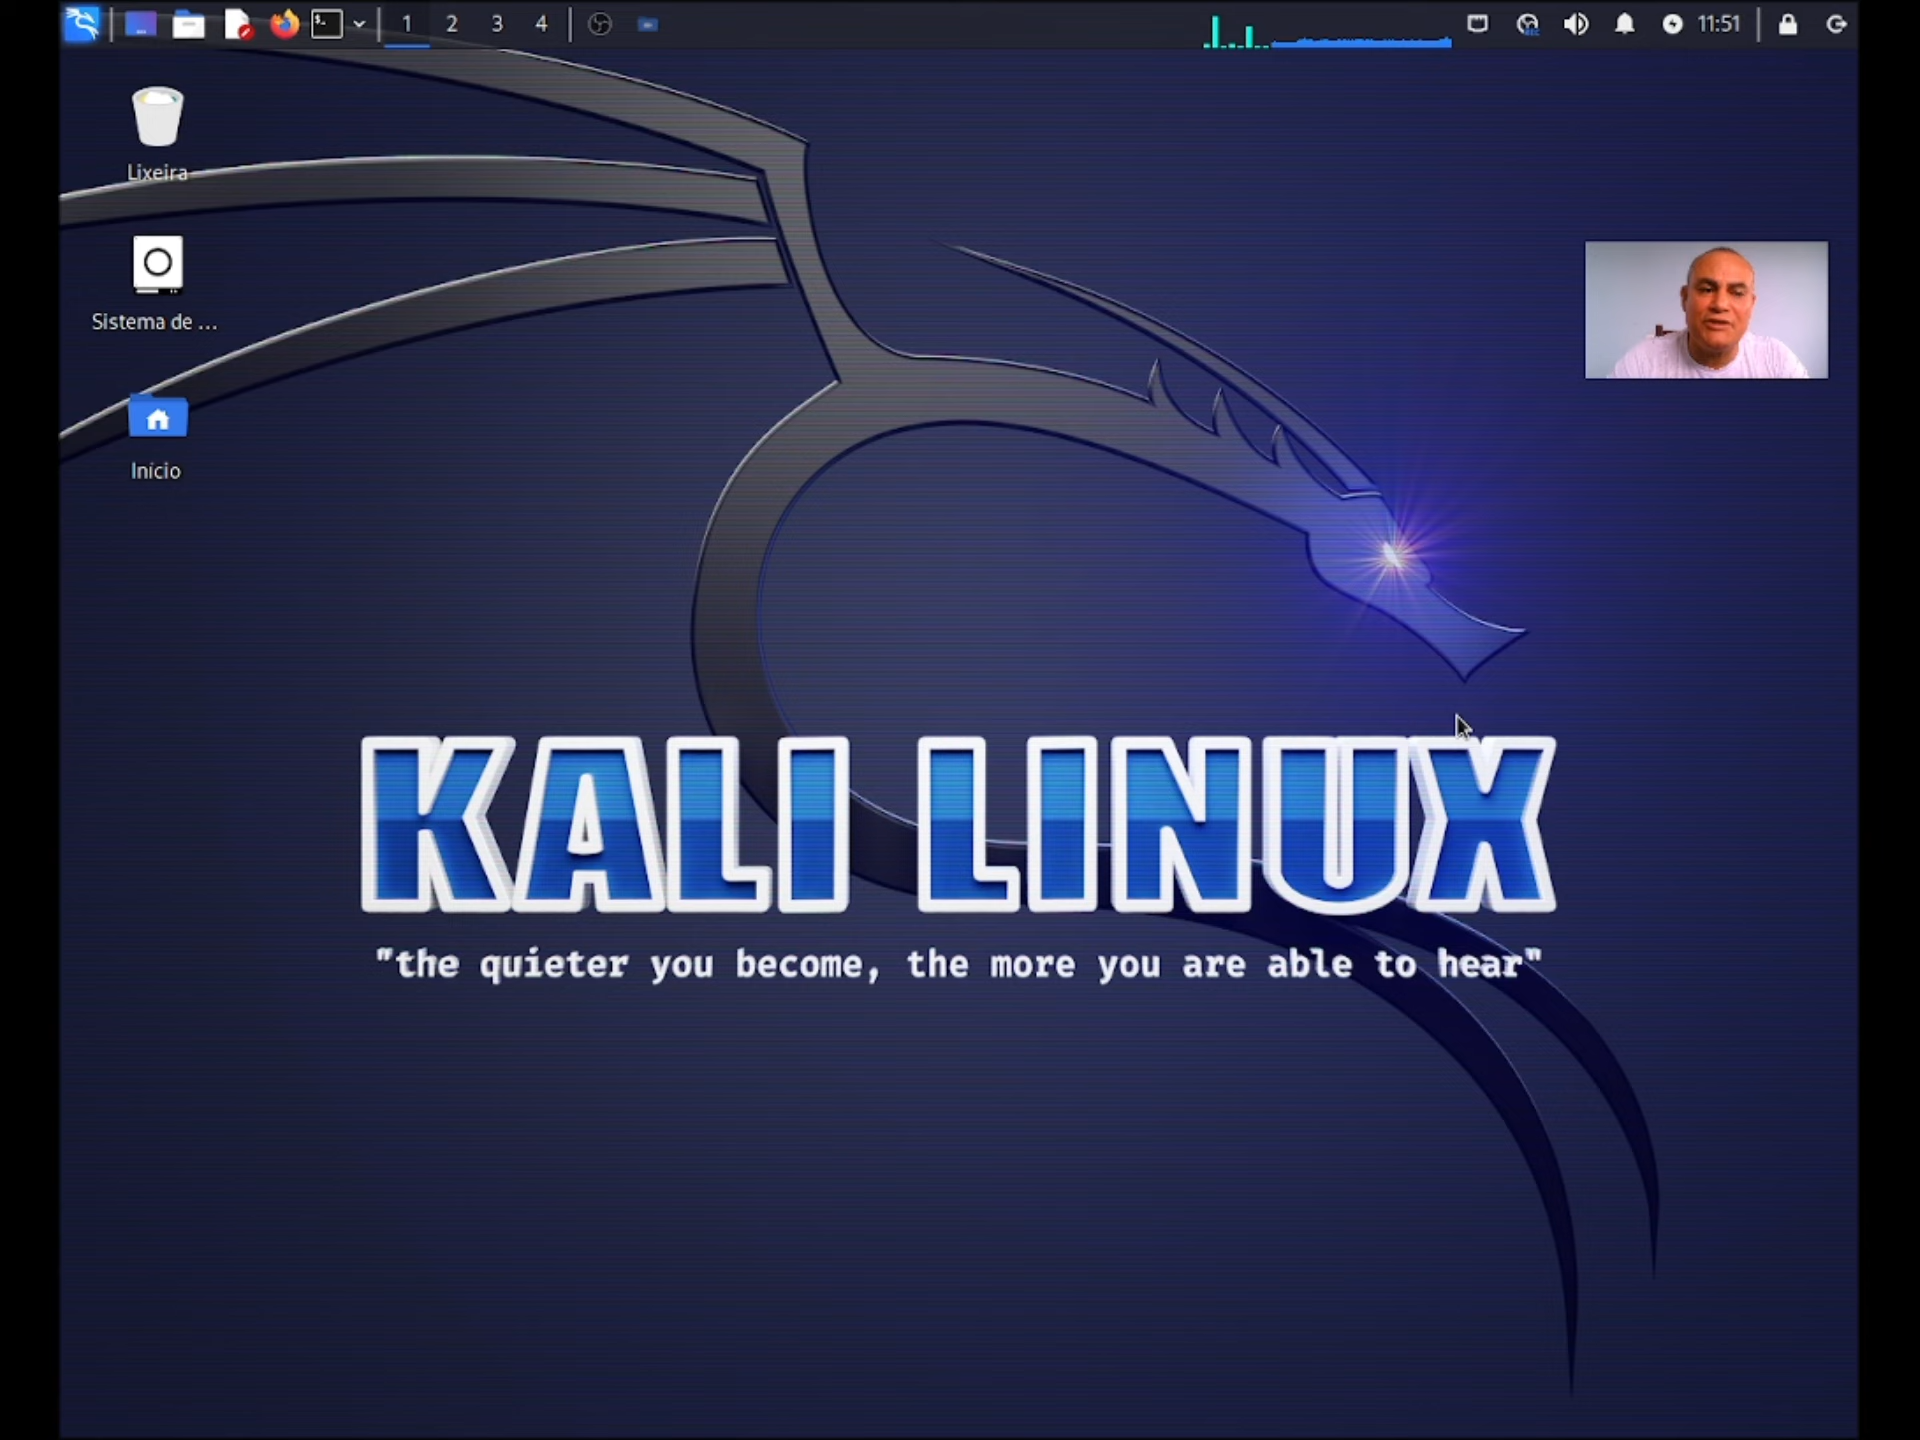 1 2 3 4
11:51
Lixeira
Sistema de ...
Início
KALI LINUX
"the quieter you become, the more you are able to hear"